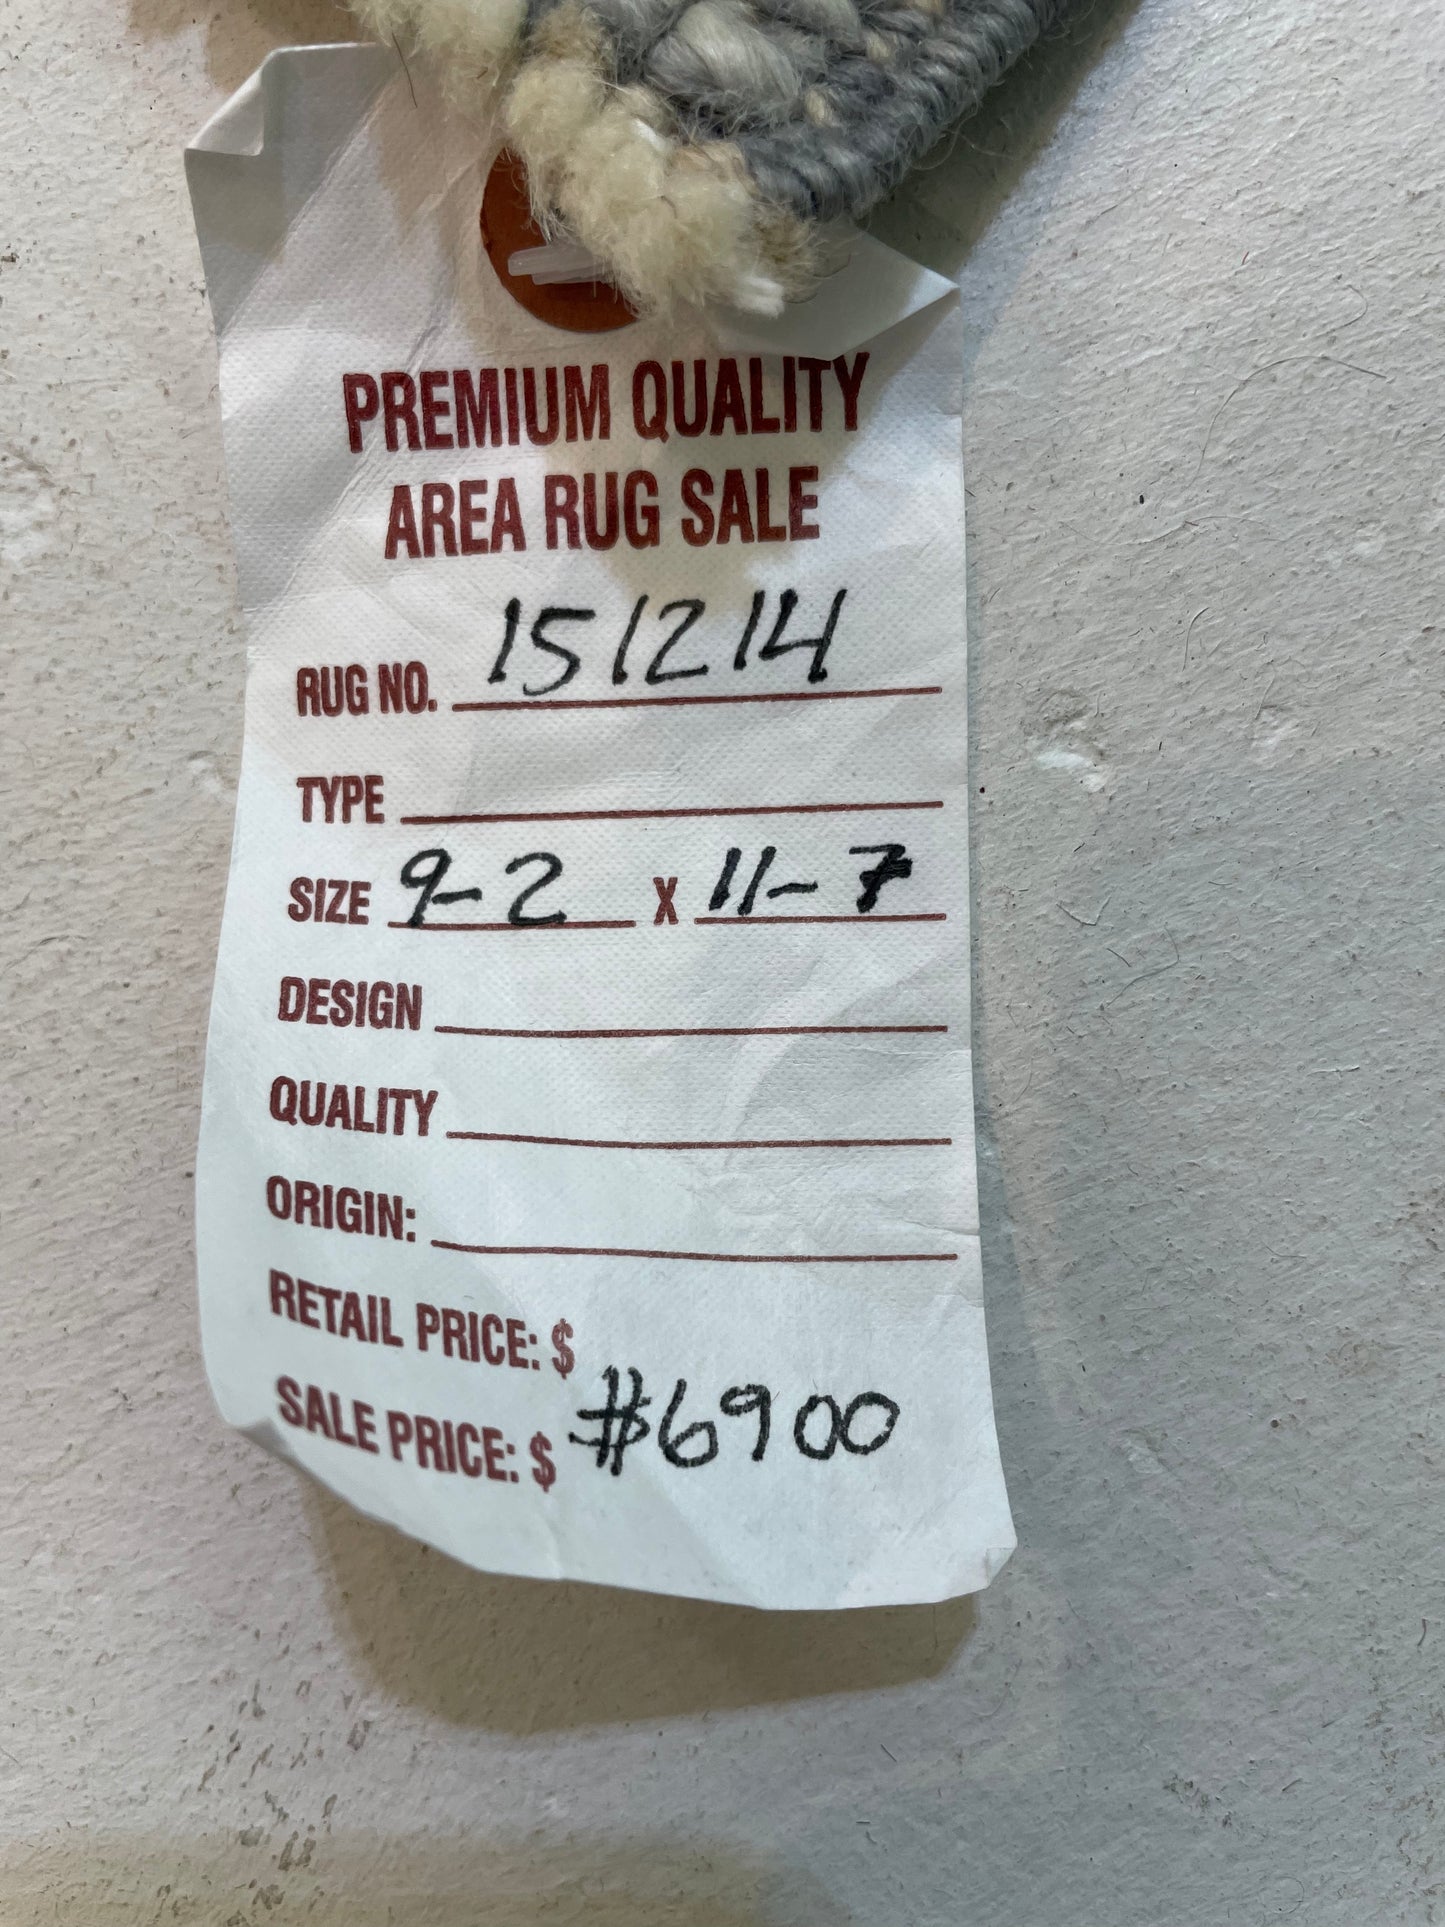 PREMIUM QUALITY
AREA RUG SALE
RUG NO. 151214
TYPE
SIZE 9-2 X 11-7
DESIGN
QUALITY
ORIGIN:
RETAIL PRICE: $
SALE PRICE: $ #6900